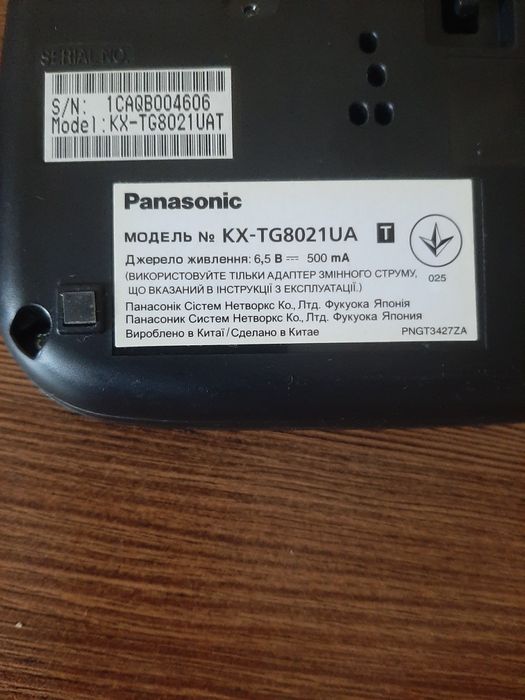 SERIAL NO.
S/N: 1CAQB004606
Model:KX-TG8021UAT
Panasonic
МОДЕЛЬ № KX-TG8021UA T
Джерело живлення: 6,5 В ⎓ 500 mA
(ВИКОРИСТОВУЙТЕ ТІЛЬКИ АДАПТЕР ЗМІННОГО СТРУМУ,
ЩО ВКАЗАНИЙ В ІНСТРУКЦІЇ З ЕКСПЛУАТАЦІЇ.)
025
Панасонік Сістем Нетворкс Ко., Лтд. Фукуока Японія
Панасоник Систем Нетворкс Ко., Лтд. Фукуока Япония
Вироблено в Китаї/Сделано в Китае
PNGT3427ZA